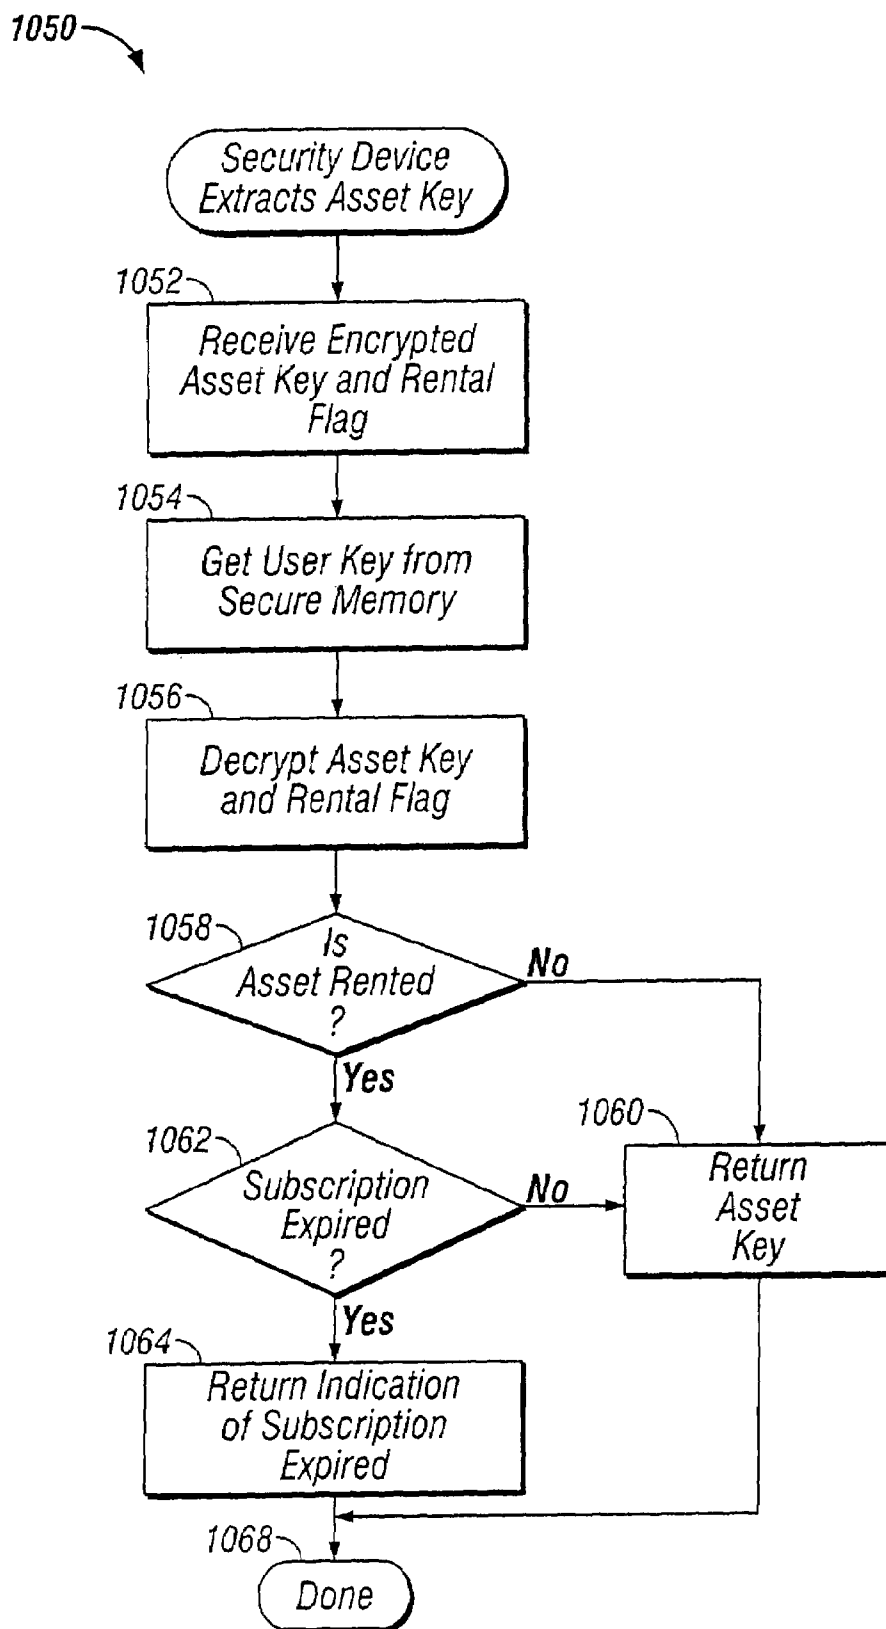 1050
Security Device
Extracts Asset Key
1052
Receive Encrypted
Asset Key and Rental
Flag
1054
Get User Key from
Secure Memory
1056
Decrypt Asset Key
and Rental Flag
1058
Is
Asset Rented
?
No
Yes
1060
Return
Asset
Key
1062
Subscription
Expired
?
No
Yes
1064
Return Indication
of Subscription
Expired
1068
Done